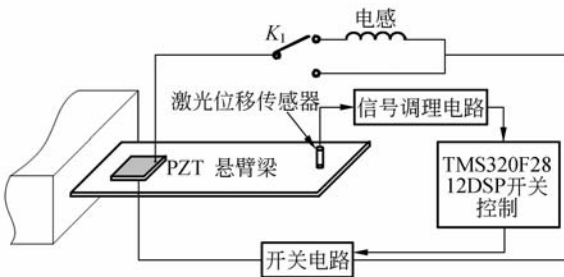 电感
K₁
激光位移传感器
信号调理电路
PZT 悬臂梁
TMS320F28
12DSP开关
控制
开关电路